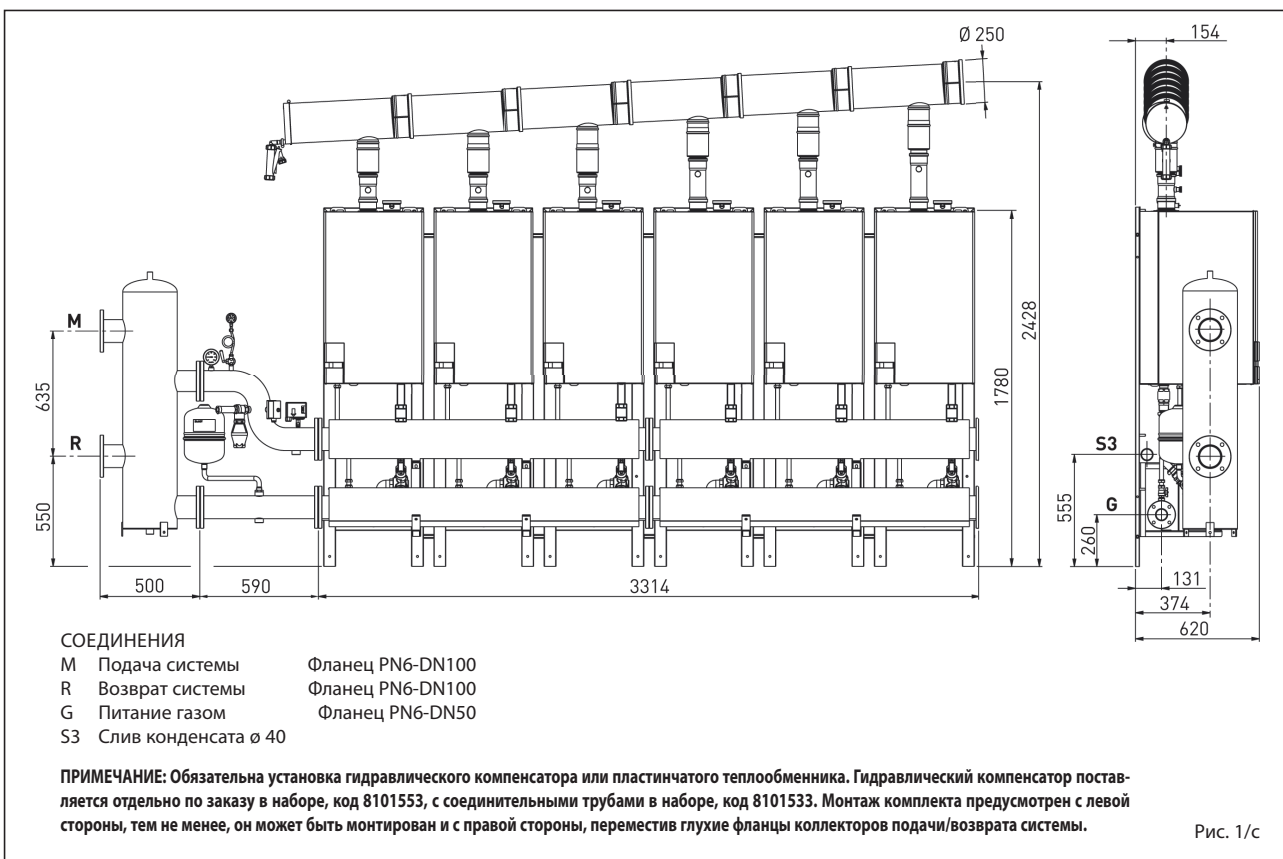 Ø 250
154
M
635
R
550
2428
1780
500
590
3314
S3
G
555
260
131
374
620
СОЕДИНЕНИЯ
M Подача системы Фланец PN6-DN100
R Возврат системы Фланец PN6-DN100
G Питание газом Фланец PN6-DN50
S3 Слив конденсата ø 40
ПРИМЕЧАНИЕ: Обязательна установка гидравлического компенсатора или пластинчатого теплообменника. Гидравлический компенсатор постав-
ляется отдельно по заказу в наборе, код 8101553, с соединительными трубами в наборе, код 8101533. Монтаж комплекта предусмотрен с левой
стороны, тем не менее, он может быть монтирован и с правой стороны, переместив глухие фланцы коллекторов подачи/возврата системы.
Рис. 1/c